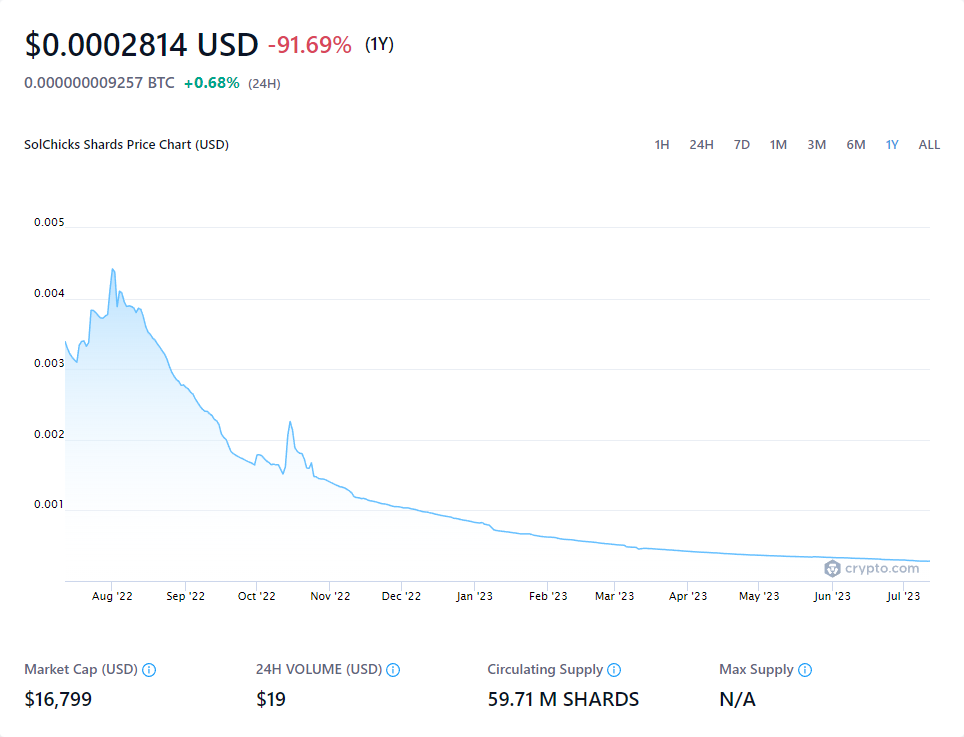 $0.0002814 USD -91.69% (1Y)
0.000000009257 BTC +0.68% (24H)
SolChicks Shards Price Chart (USD) 1H 24H 7D 1M 3M 6M 1Y ALL
0.005
0.004
0.003
0.002
0.001
crypto.com
Aug '22 Sep '22 Oct '22 Nov '22 Dec '22 Jan '23 Feb '23 Mar '23 Apr '23 May '23 Jun '23 Jul '23
Market Cap (USD) 24H VOLUME (USD) Circulating Supply Max Supply
$16,799 $19 59.71 M SHARDS N/A